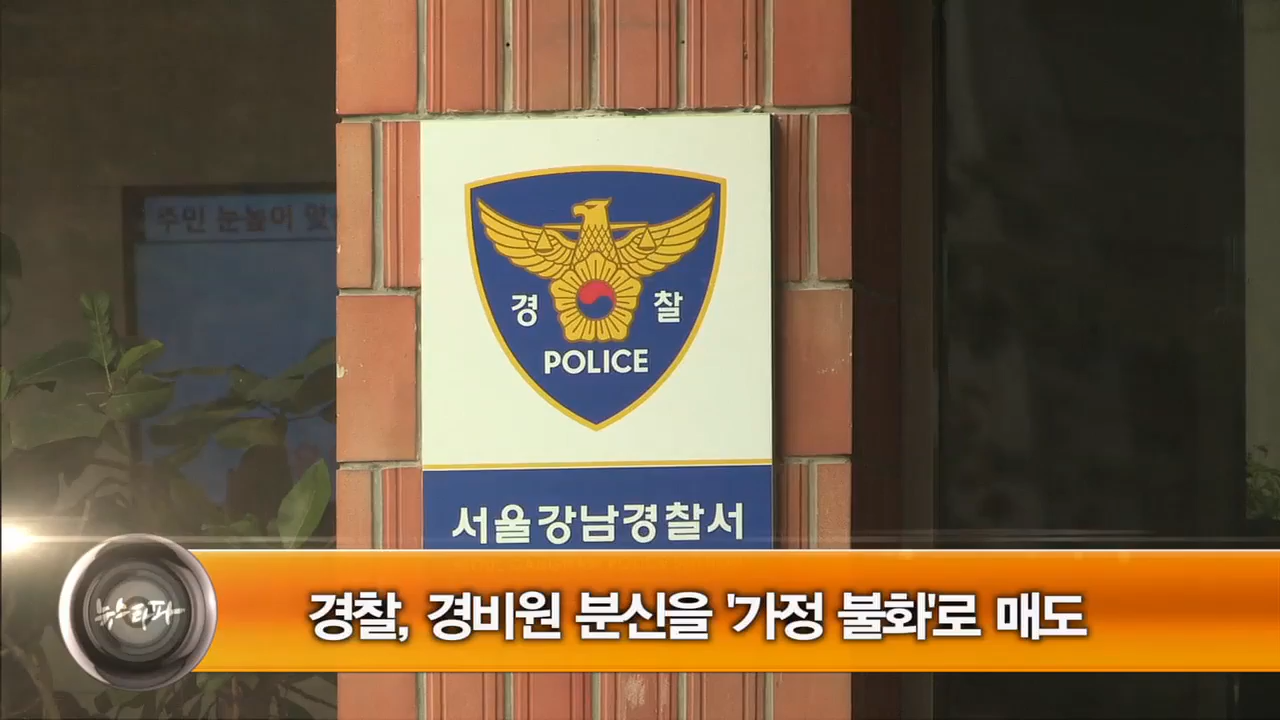 주민 눈높이 맞
경 찰
POLICE
서울강남경찰서
뉴스타파
경찰, 경비원 분신을 '가정 불화'로 매도